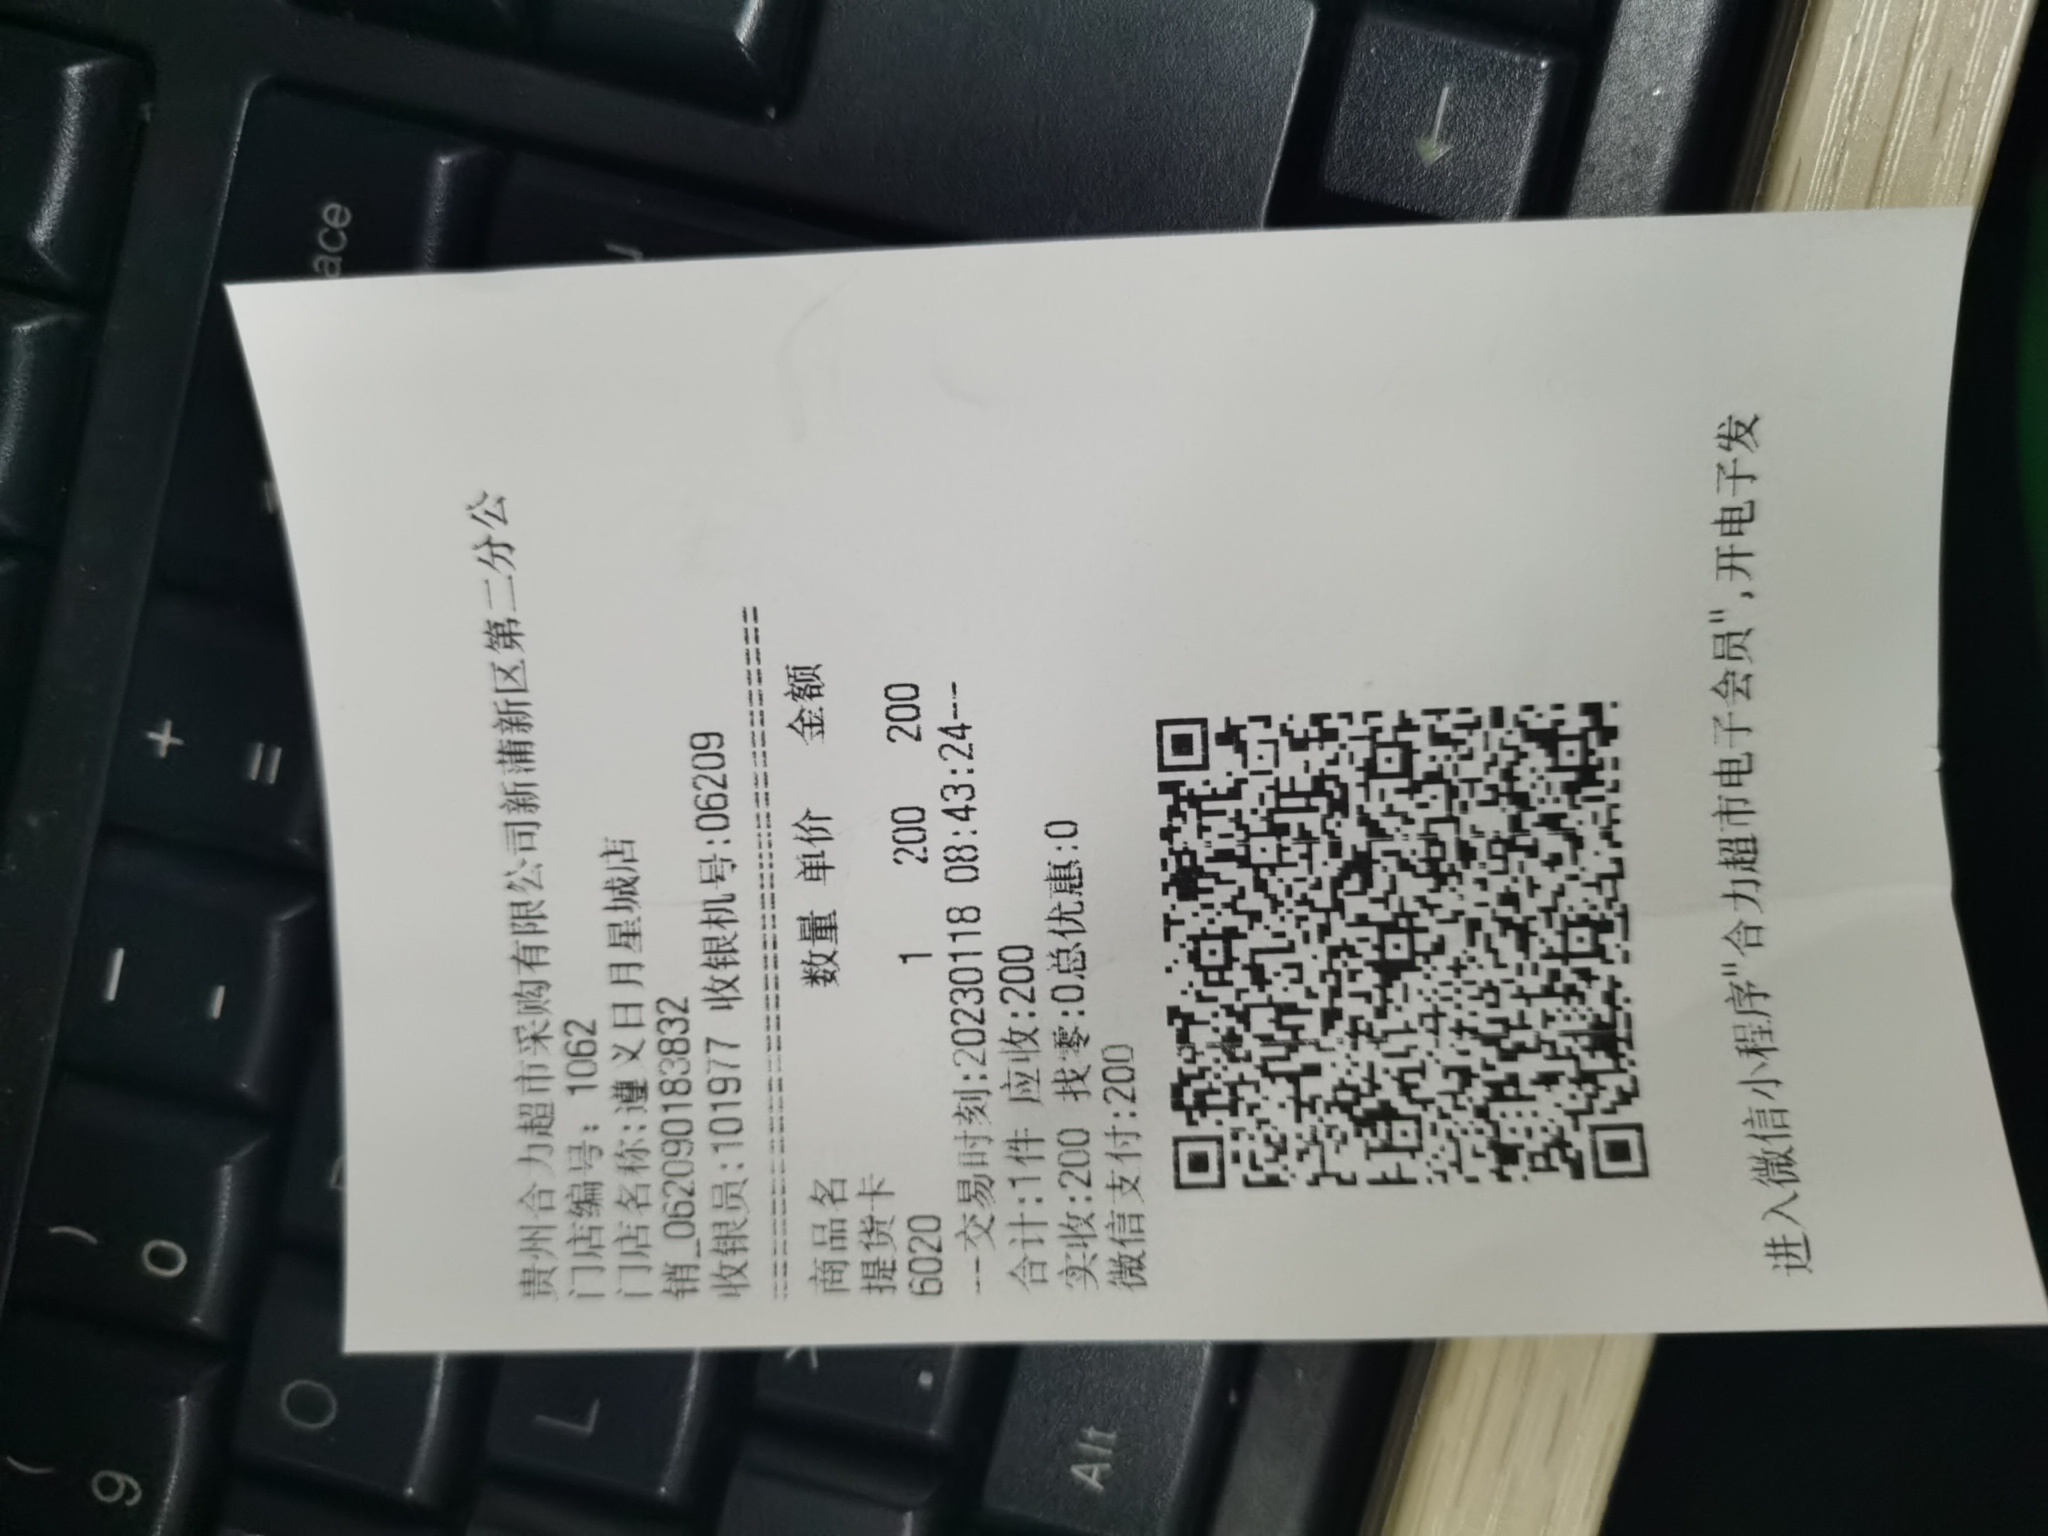 贵州合力超市采购有限公司新蒲新区第二分公
门店编号: 1062
门店名称:遵义日月星城店
销_062090183832
收银员:101977 收银机号:06209
商品名 数量 单价 金额
提货卡
6020 1 200 200
---交易时刻:20230118 08:43:24---
合计:1件 应收:200
实收:200 找零:0总优惠:0
微信支付:200
进入微信小程序"合力超市电子会员",开电子发
ace
+
=
-
-
)
0
(
9
O
L
>
.
Alt
↓